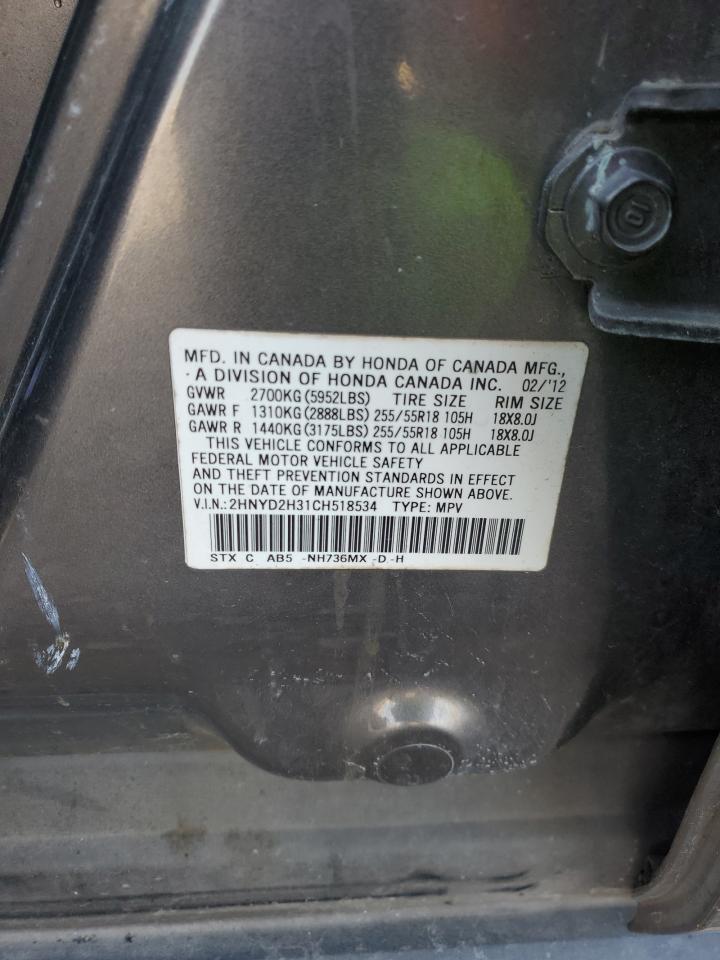 10
MFD. IN CANADA BY HONDA OF CANADA MFG.,
A DIVISION OF HONDA CANADA INC. 02/'12
GVWR 2700KG(5952LBS) TIRE SIZE RIM SIZE
GAWR F 1310KG(2888LBS) 255/55R18 105H 18X8.0J
GAWR R 1440KG(3175LBS) 255/55R18 105H 18X8.0J
THIS VEHICLE CONFORMS TO ALL APPLICABLE
FEDERAL MOTOR VEHICLE SAFETY
AND THEFT PREVENTION STANDARDS IN EFFECT
ON THE DATE OF MANUFACTURE SHOWN ABOVE.
V.I.N.:2HNYD2H31CH518534 TYPE: MPV
STX C AB5 -NH736MX -D -H